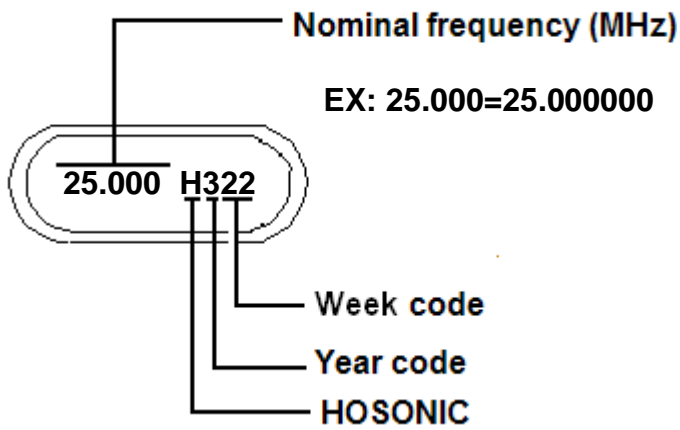 Nominal frequency (MHz)
EX: 25.000=25.000000
25.000 H322
Week code
Year code
HOSONIC